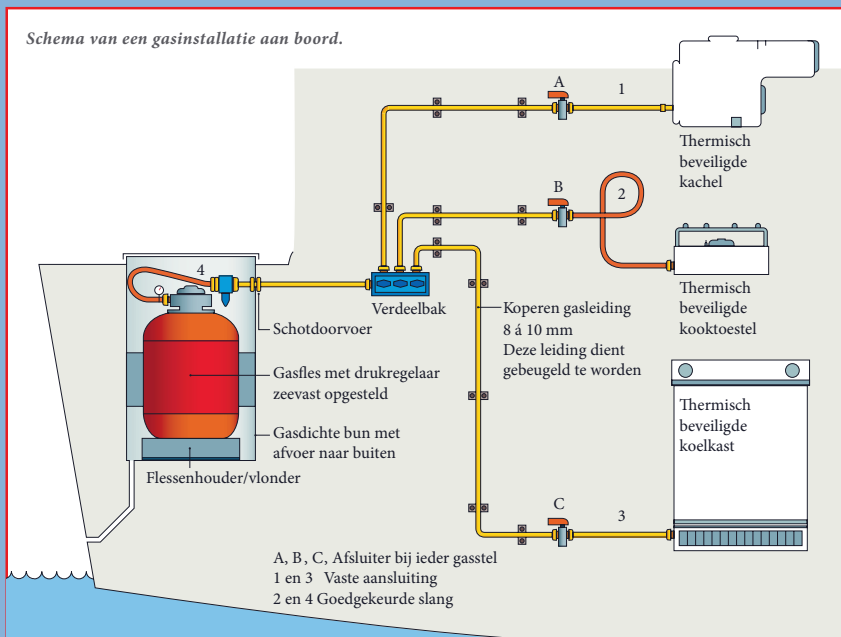 Schema van een gasinstallatie aan boord.
A
1
Thermisch
beveiligde
kachel
B
2
4
Verdeelbak
Thermisch
beveiligde
kooktoestel
Schotdoorvoer
Koperen gasleiding
8 á 10 mm
Deze leiding dient
gebeugeld te worden
Gasfles met drukregelaar
zeevast opgesteld
Thermisch
beveiligde
koelkast
Gasdichte bun met
afvoer naar buiten
Flessenhouder/vlonder
C
3
A, B, C, Afsluiter bij ieder gasstel
1 en 3 Vaste aansluiting
2 en 4 Goedgekeurde slang